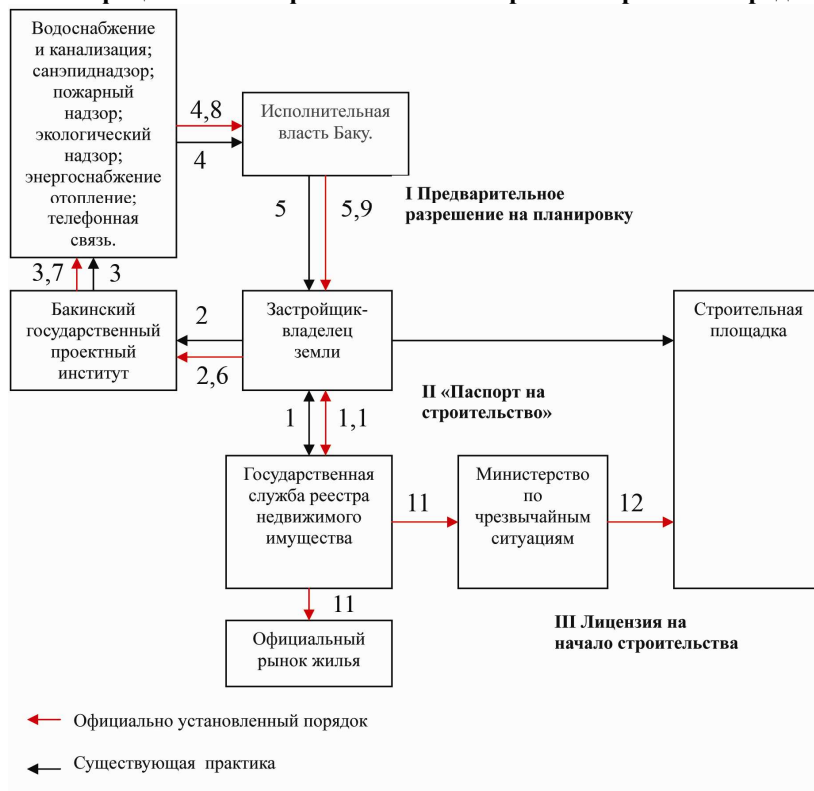 Водоснабжение
и канализация;
санэпиднадзор;
пожарный
надзор;
экологический
надзор;
энергоснабжение
отопление;
телефонная
связь.
4,8
4
Исполнительная
власть Баку.
5
5,9
I Предварительное
разрешение на планировку
3,7
3
Бакинский
государственный
проектный
институт
2
2,6
Застройщик-
владелец
земли
Строительная
площадка
II «Паспорт на
строительство»
1
1,1
Государственная
служба реестра
недвижимого
имущества
11
Министерство
по
чрезвычайным
ситуациям
12
11
III Лицензия на
начало строительства
Официальный
рынок жилья
Официально установленный порядок
Существующая практика